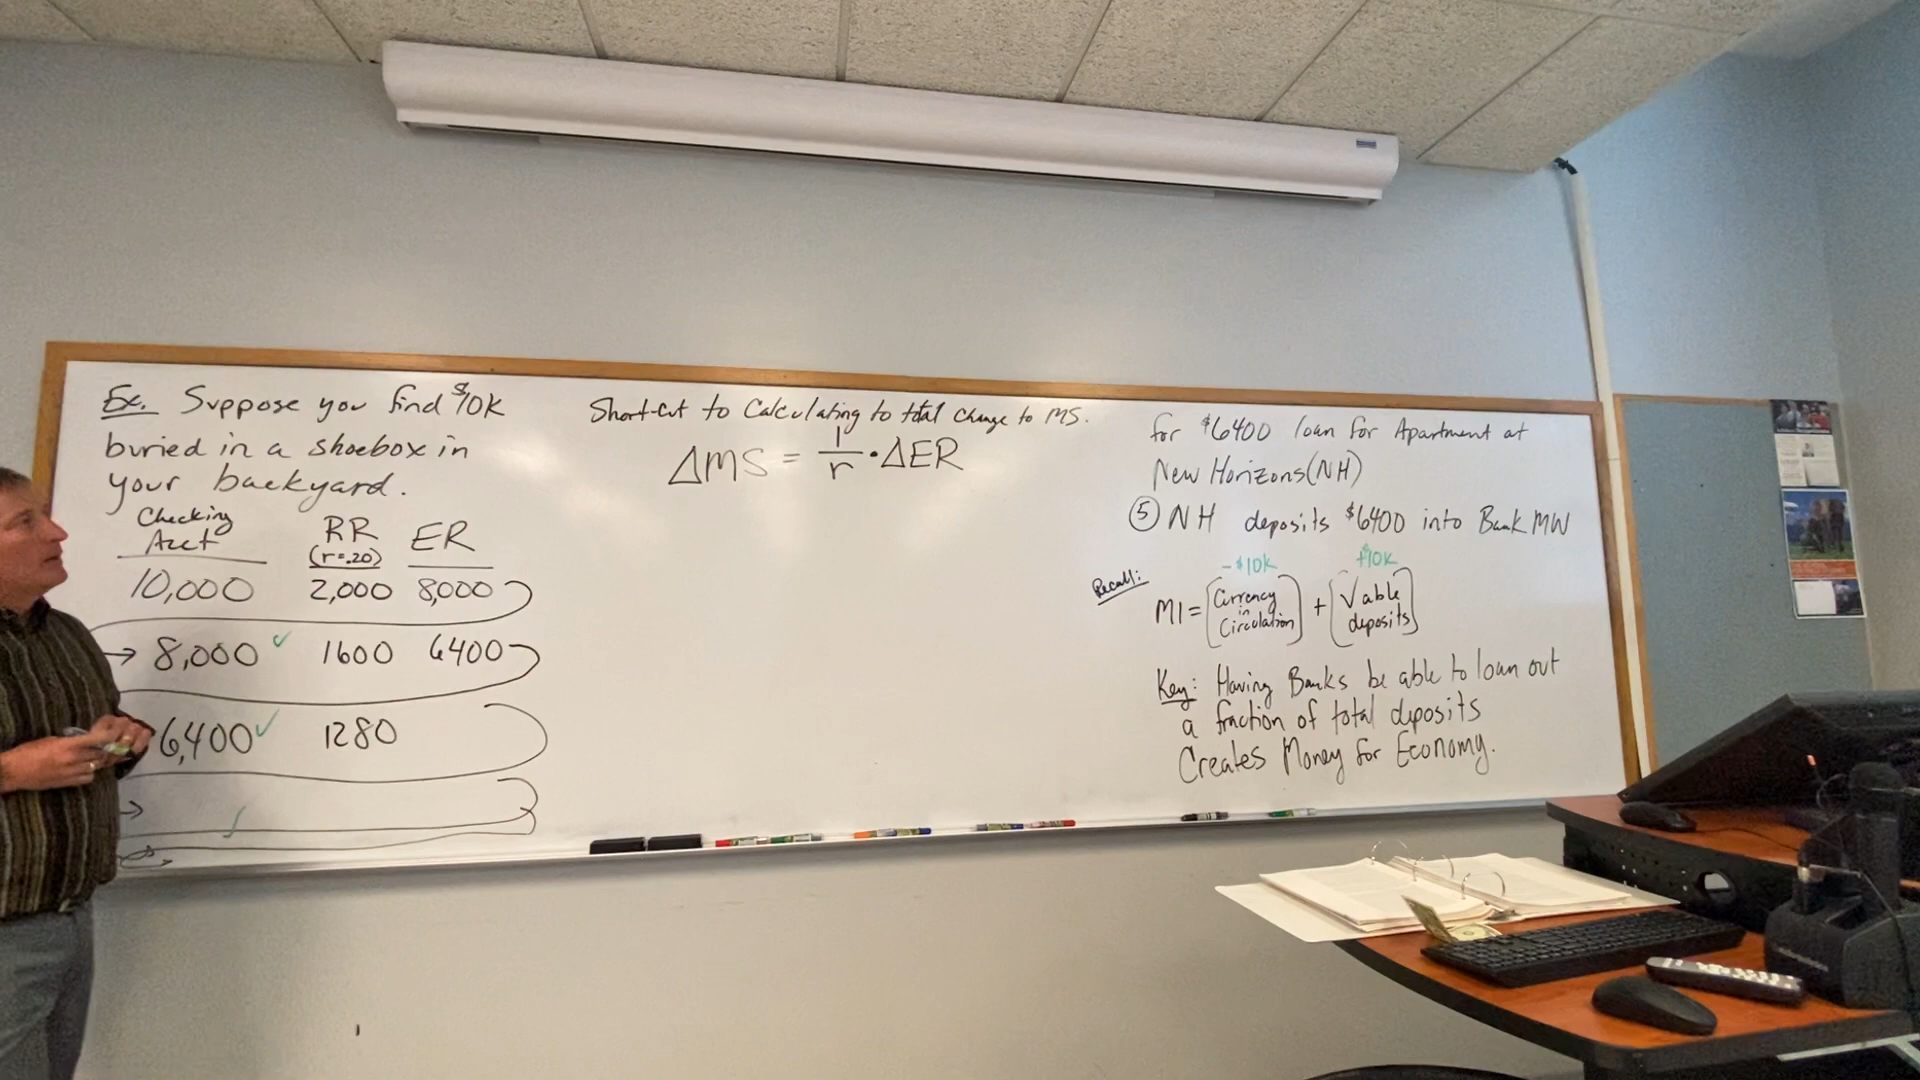 Ex. Suppose you find $10k
buried in a shoebox in
your backyard.
Checking Acct RR (r=.20) ER
10,000 2,000 8,000
→ 8,000 ✓ 1600 6400
6,400 ✓ 1280
→ ✓
Short-cut to Calculating to total change to MS.
ΔMS = 1/r · ΔER
for $6400 loan for Apartment at
New Horizons (NH)
⑤ NH deposits $6400 into Bank MW
-$10k +$10k
Recall: M1 = [Currency in Circulation] + [√able deposits]
Key: Having Banks be able to loan out
a fraction of total deposits
Creates Money for Economy.